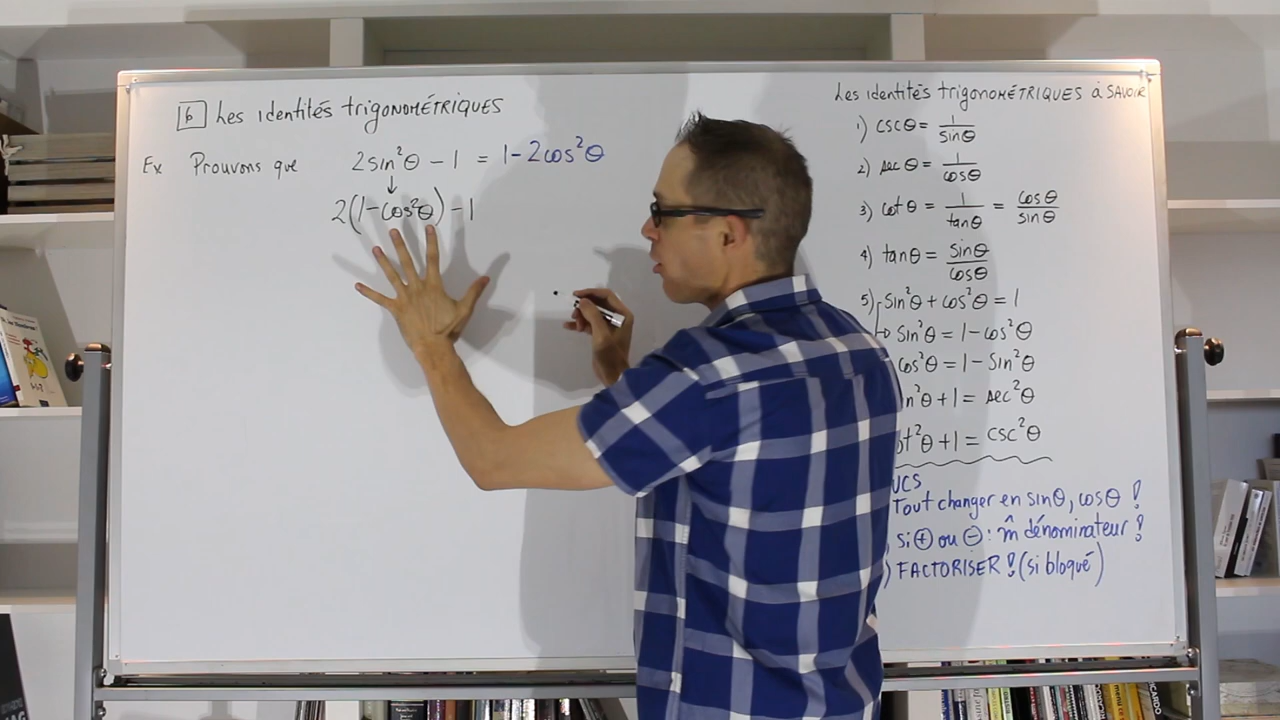 6 Les identités trigonométriques
Ex Prouvons que 2sin²θ - 1 = 1 - 2cos²θ
↓
2(1-cos²θ) - 1
Les identités trigonométriques à savoir
1) cscθ = 1/sinθ
2) secθ = 1/cosθ
3) cotθ = 1/tanθ = cosθ/sinθ
4) tanθ = sinθ/cosθ
5) sin²θ + cos²θ = 1
sin²θ = 1 - cos²θ
cos²θ = 1 - sin²θ
n²θ + 1 = sec²θ
ot²θ + 1 = csc²θ
UCS
Tout changer en sinθ, cosθ !
si ⊕ ou ⊖ : m̂ dénominateur !
) FACTORISER ! (si bloqué)